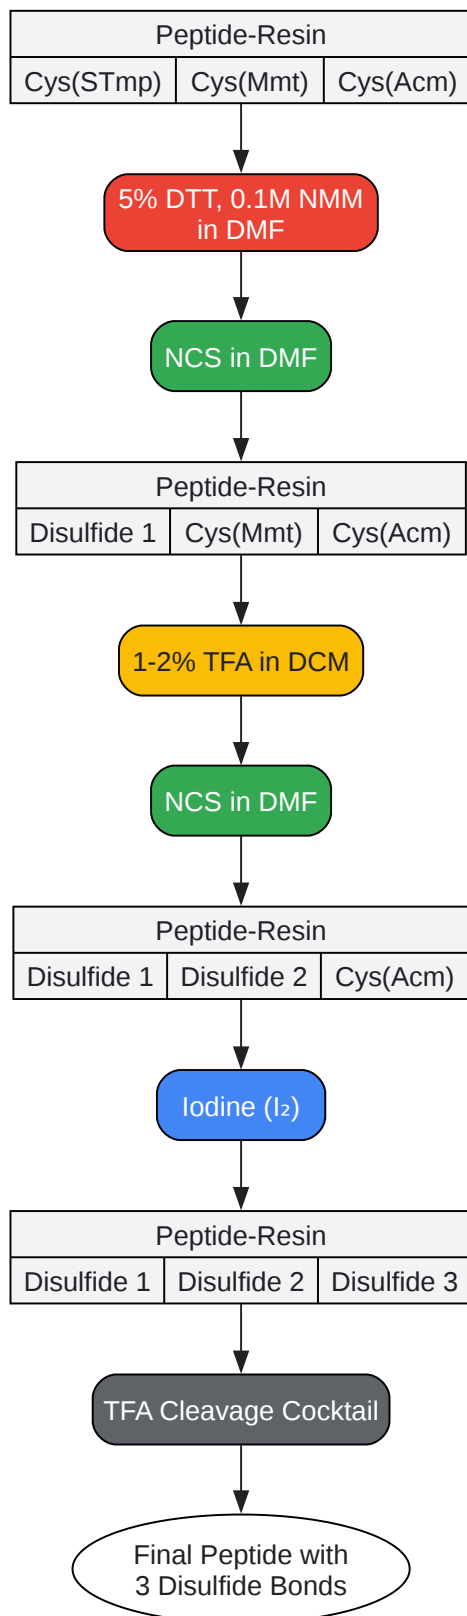 Peptide-Resin
Cys(STmp) Cys(Mmt) Cys(Acm)
5% DTT, 0.1M NMM
in DMF
NCS in DMF
Peptide-Resin
Disulfide 1 Cys(Mmt) Cys(Acm)
1-2% TFA in DCM
NCS in DMF
Peptide-Resin
Disulfide 1 Disulfide 2 Cys(Acm)
Iodine (I₂)
Peptide-Resin
Disulfide 1 Disulfide 2 Disulfide 3
TFA Cleavage Cocktail
Final Peptide with
3 Disulfide Bonds